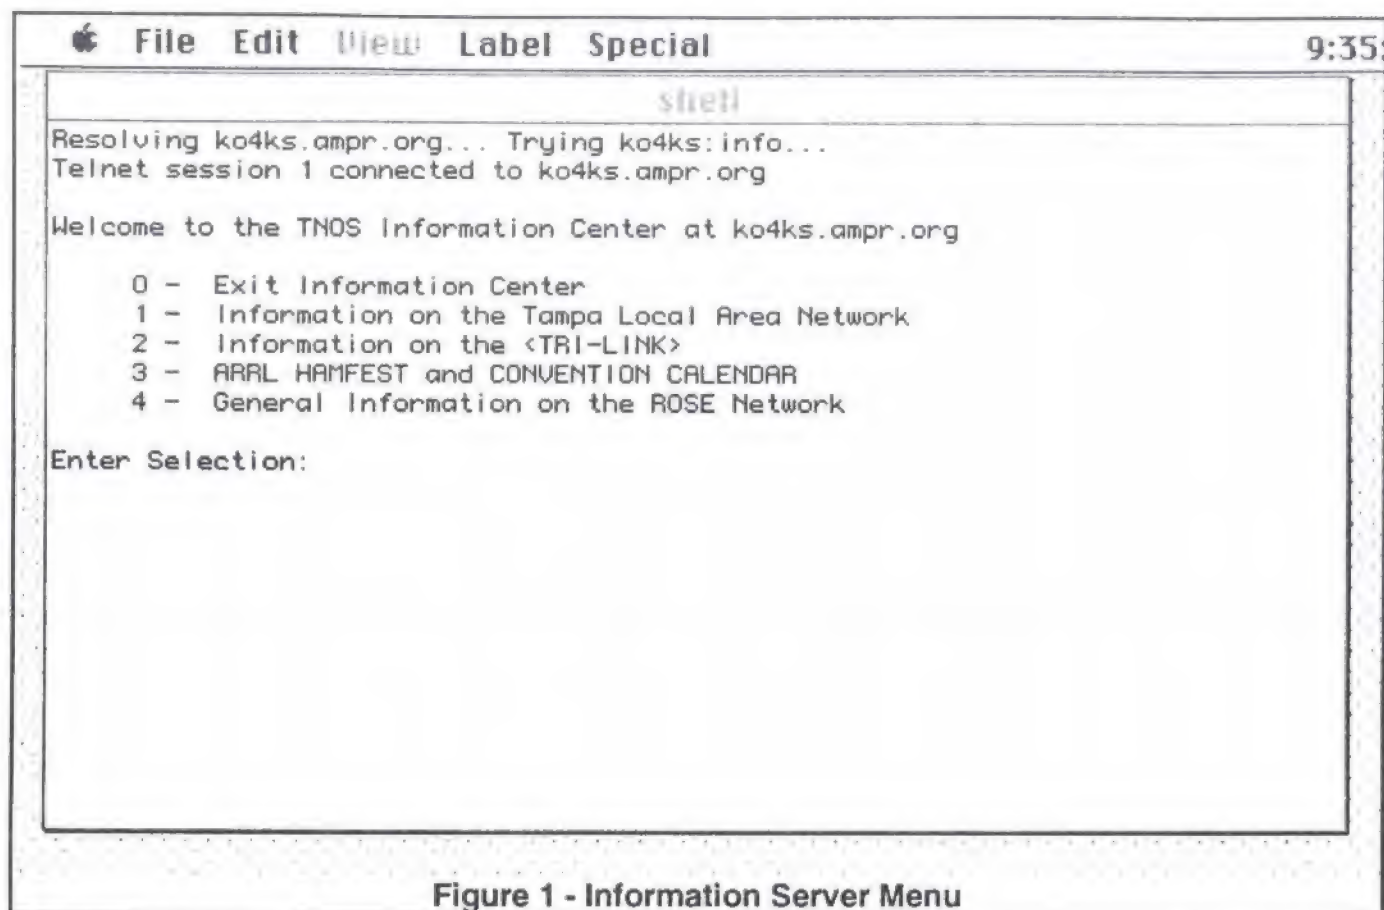 File Edit View Label Special 9:35
shell
Resolving ko4ks.ampr.org... Trying ko4ks:info...
Telnet session 1 connected to ko4ks.ampr.org
Welcome to the TNOS Information Center at ko4ks.ampr.org
0 - Exit Information Center
1 - Information on the Tampa Local Area Network
2 - Information on the <TRI-LINK>
3 - ARRL HAMFEST and CONVENTION CALENDAR
4 - General Information on the ROSE Network
Enter Selection:
Figure 1 - Information Server Menu